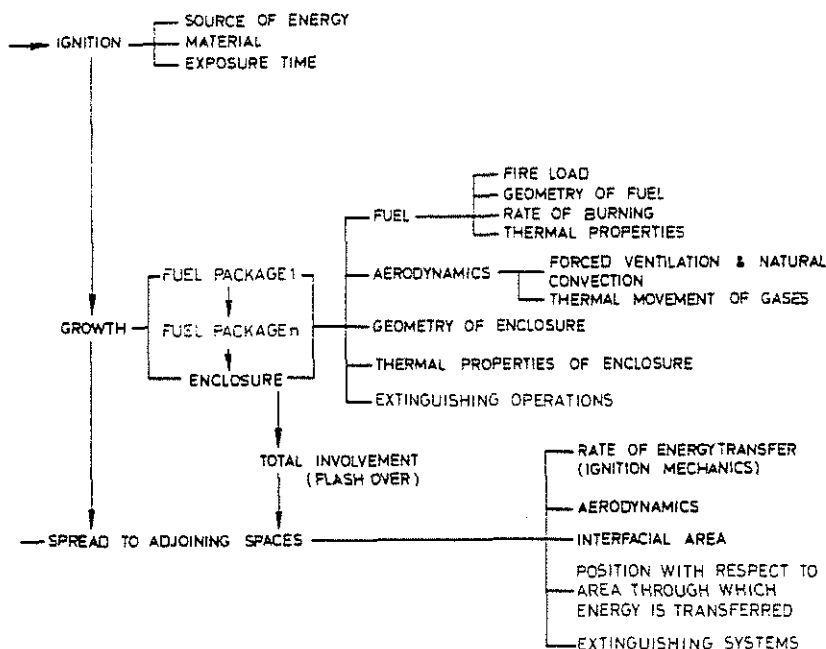 SOURCE OF ENERGY
IGNITION
MATERIAL
EXPOSURE TIME
FIRE LOAD
GEOMETRY OF FUEL
FUEL
RATE OF BURNING
THERMAL PROPERTIES
FUEL PACKAGE 1
AERODYNAMICS
FORCED VENTILATION & NATURAL
CONVECTION
THERMAL MOVEMENT OF GASES
GROWTH
FUEL PACKAGE n
GEOMETRY OF ENCLOSURE
ENCLOSURE
THERMAL PROPERTIES OF ENCLOSURE
EXTINGUISHING OPERATIONS
TOTAL INVOLVEMENT
(FLASH OVER)
RATE OF ENERGY TRANSFER
(IGNITION MECHANICS)
AERODYNAMICS
SPREAD TO ADJOINING SPACES
INTERFACIAL AREA
POSITION WITH RESPECT TO
AREA THROUGH WHICH
ENERGY IS TRANSFERRED
EXTINGUISHING SYSTEMS